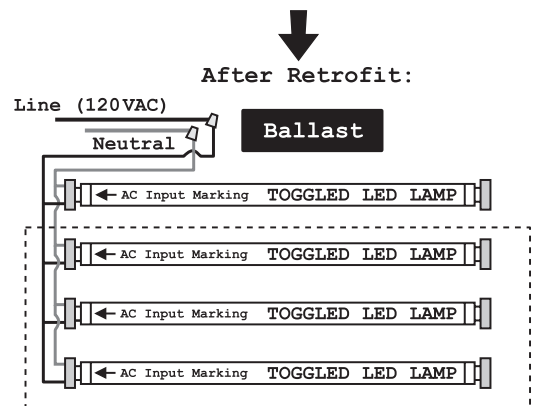 After Retrofit:
Line (120VAC)
Ballast
Neutral
AC Input Marking TOGGLED LED LAMP
AC Input Marking TOGGLED LED LAMP
AC Input Marking TOGGLED LED LAMP
AC Input Marking TOGGLED LED LAMP